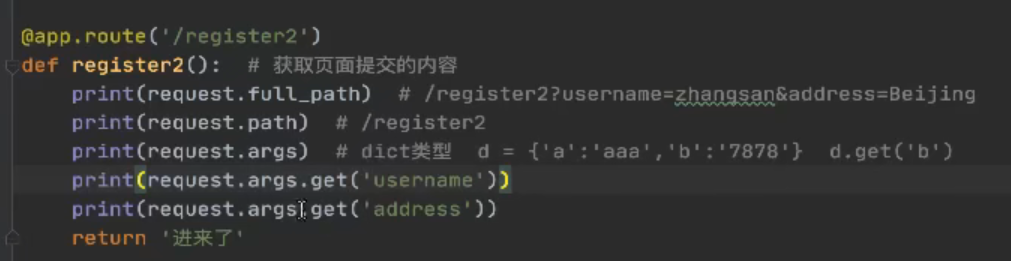 @app.route('/register2')
def register2():  # 获取页面提交的内容
    print(request.full_path)  # /register2?username=zhangsan&address=Beijing
    print(request.path)  # /register2
    print(request.args)  # dict类型  d = {'a':'aaa','b':'7878'}  d.get('b')
    print(request.args.get('username'))
    print(request.args.get('address'))
    return '进来了'